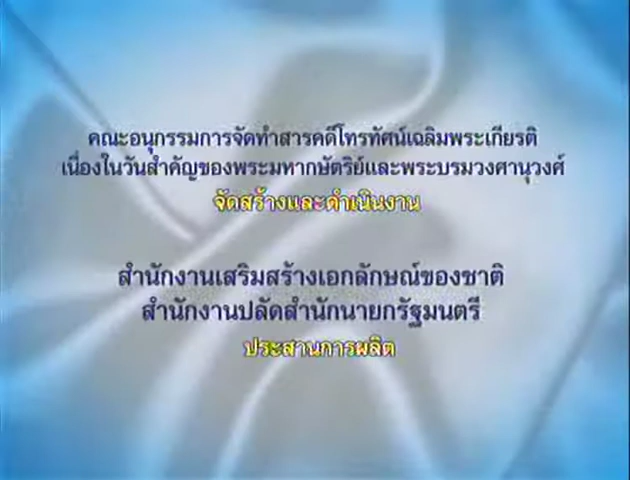 คณะอนุกรรมการจัดทำสารคดีโทรทัศน์เฉลิมพระเกียรติ
เนื่องในวันสำคัญของพระมหากษัตริย์และพระบรมวงศานุวงศ์
จัดสร้างและดำเนินงาน
สำนักงานเสริมสร้างเอกลักษณ์ของชาติ
สำนักงานปลัดสำนักนายกรัฐมนตรี
ประสานการผลิต